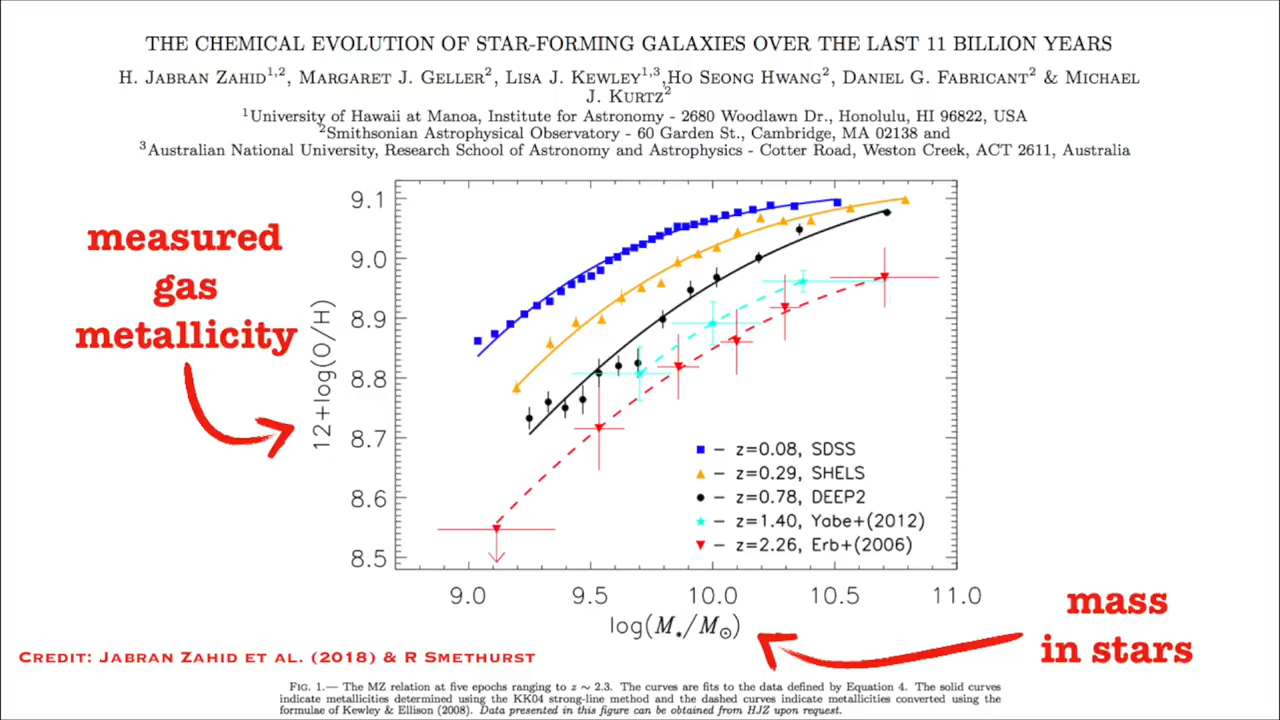 THE CHEMICAL EVOLUTION OF STAR-FORMING GALAXIES OVER THE LAST 11 BILLION YEARS
H. JABRAN ZAHID1,2, MARGARET J. GELLER2, LISA J. KEWLEY1,3,HO SEONG HWANG2, DANIEL G. FABRICANT2 & MICHAEL
J. KURTZ2
1University of Hawaii at Manoa, Institute for Astronomy - 2680 Woodlawn Dr., Honolulu, HI 96822, USA
2Smithsonian Astrophysical Observatory - 60 Garden St., Cambridge, MA 02138 and
3Australian National University, Research School of Astronomy and Astrophysics - Cotter Road, Weston Creek, ACT 2611, Australia
measured
gas
metallicity
12+log(O/H)
9.1
9.0
8.9
8.8
8.7
8.6
8.5
– z=0.08, SDSS
– z=0.29, SHELS
– z=0.78, DEEP2
– z=1.40, Yabe+(2012)
– z=2.26, Erb+(2006)
9.0 9.5 10.0 10.5 11.0
log(M*/M⊙)
mass
in stars
CREDIT: JABRAN ZAHID ET AL. (2018) & R SMETHURST
FIG. 1.— The MZ relation at five epochs ranging to z ∼ 2.3. The curves are fits to the data defined by Equation 4. The solid curves
indicate metallicities determined using the KK04 strong-line method and the dashed curves indicate metallicities converted using the
formulae of Kewley & Ellison (2008). Data presented in this figure can be obtained from HJZ upon request.